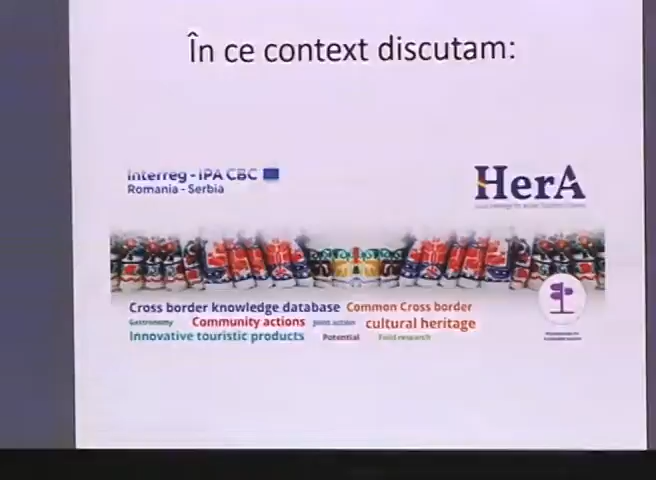 În ce context discutam:
Interreg - IPA CBC
Romania - Serbia
HerA
Cross border knowledge database Common Cross border
Gastronomy Community actions joint action cultural heritage
Innovative touristic products Potential Field research